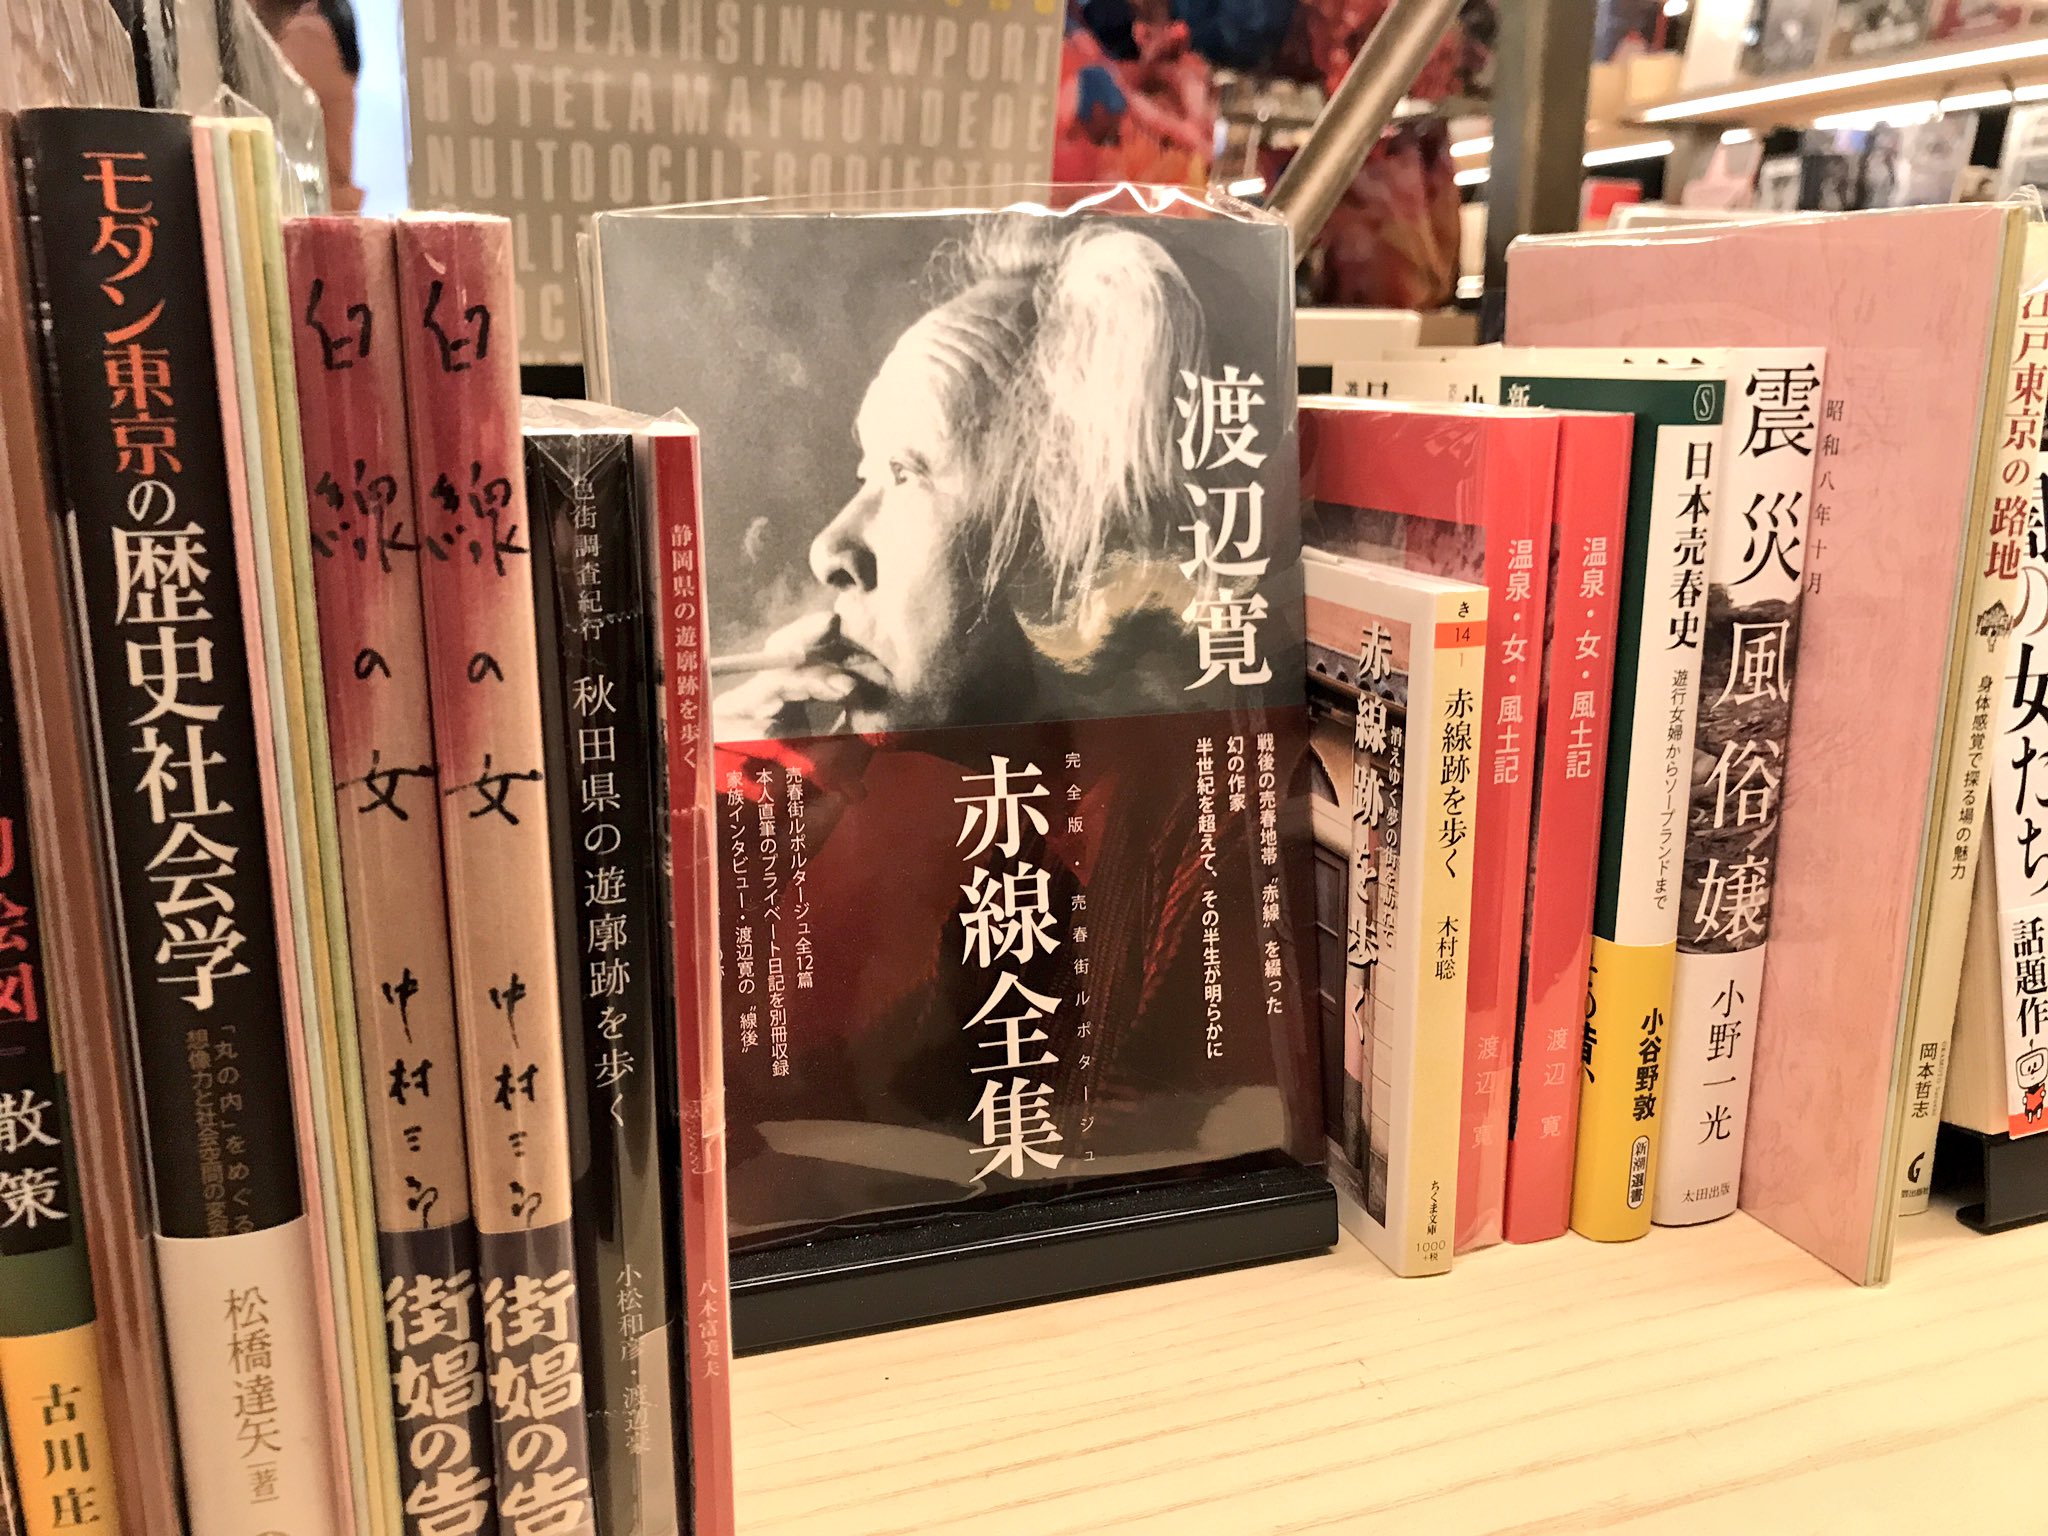 THEDEATHSINNEWPORT
HOTELAMATRONDEDE
散策
古川庄
モダン東京の歴史社会学
「丸の内」をめぐる
想像力と社会空間の変容
松橋達矢
[著]
白線の女 中村三郎
街娼の告
白線の女 中村三郎
街娼の告
色街調査紀行
秋田県の遊廓跡を歩く
小松和彦・渡辺豪
静岡県の遊廓跡を歩く
八木富美夫
渡辺寛
戦後の売春地帯“赤線”を綴った
幻の作家
半世紀を超えて、その半生が明らかに
完全版・売春街ルポタージュ
赤線全集
売春街ルポルタージュ全12篇
本人直筆のプライベート日記を別冊収録
家族インタビュー・渡辺寛の“線後”
消えゆく夢の街を訪ねて
赤線跡を歩く
き
14
1
赤線跡を歩く 木村聡
ちくま文庫
1000
+税
温泉・女・風土記
渡辺寛
温泉・女・風土記
渡辺寛
新
S
日本売春史
遊行女婦からソープランドまで
小谷野敦
新潮選書
震災風俗嬢
小野一光
太田出版
昭和八年十月
江戸東京の路地
身体感覚で探る場の魅力
岡本哲志
の女たち
話題作